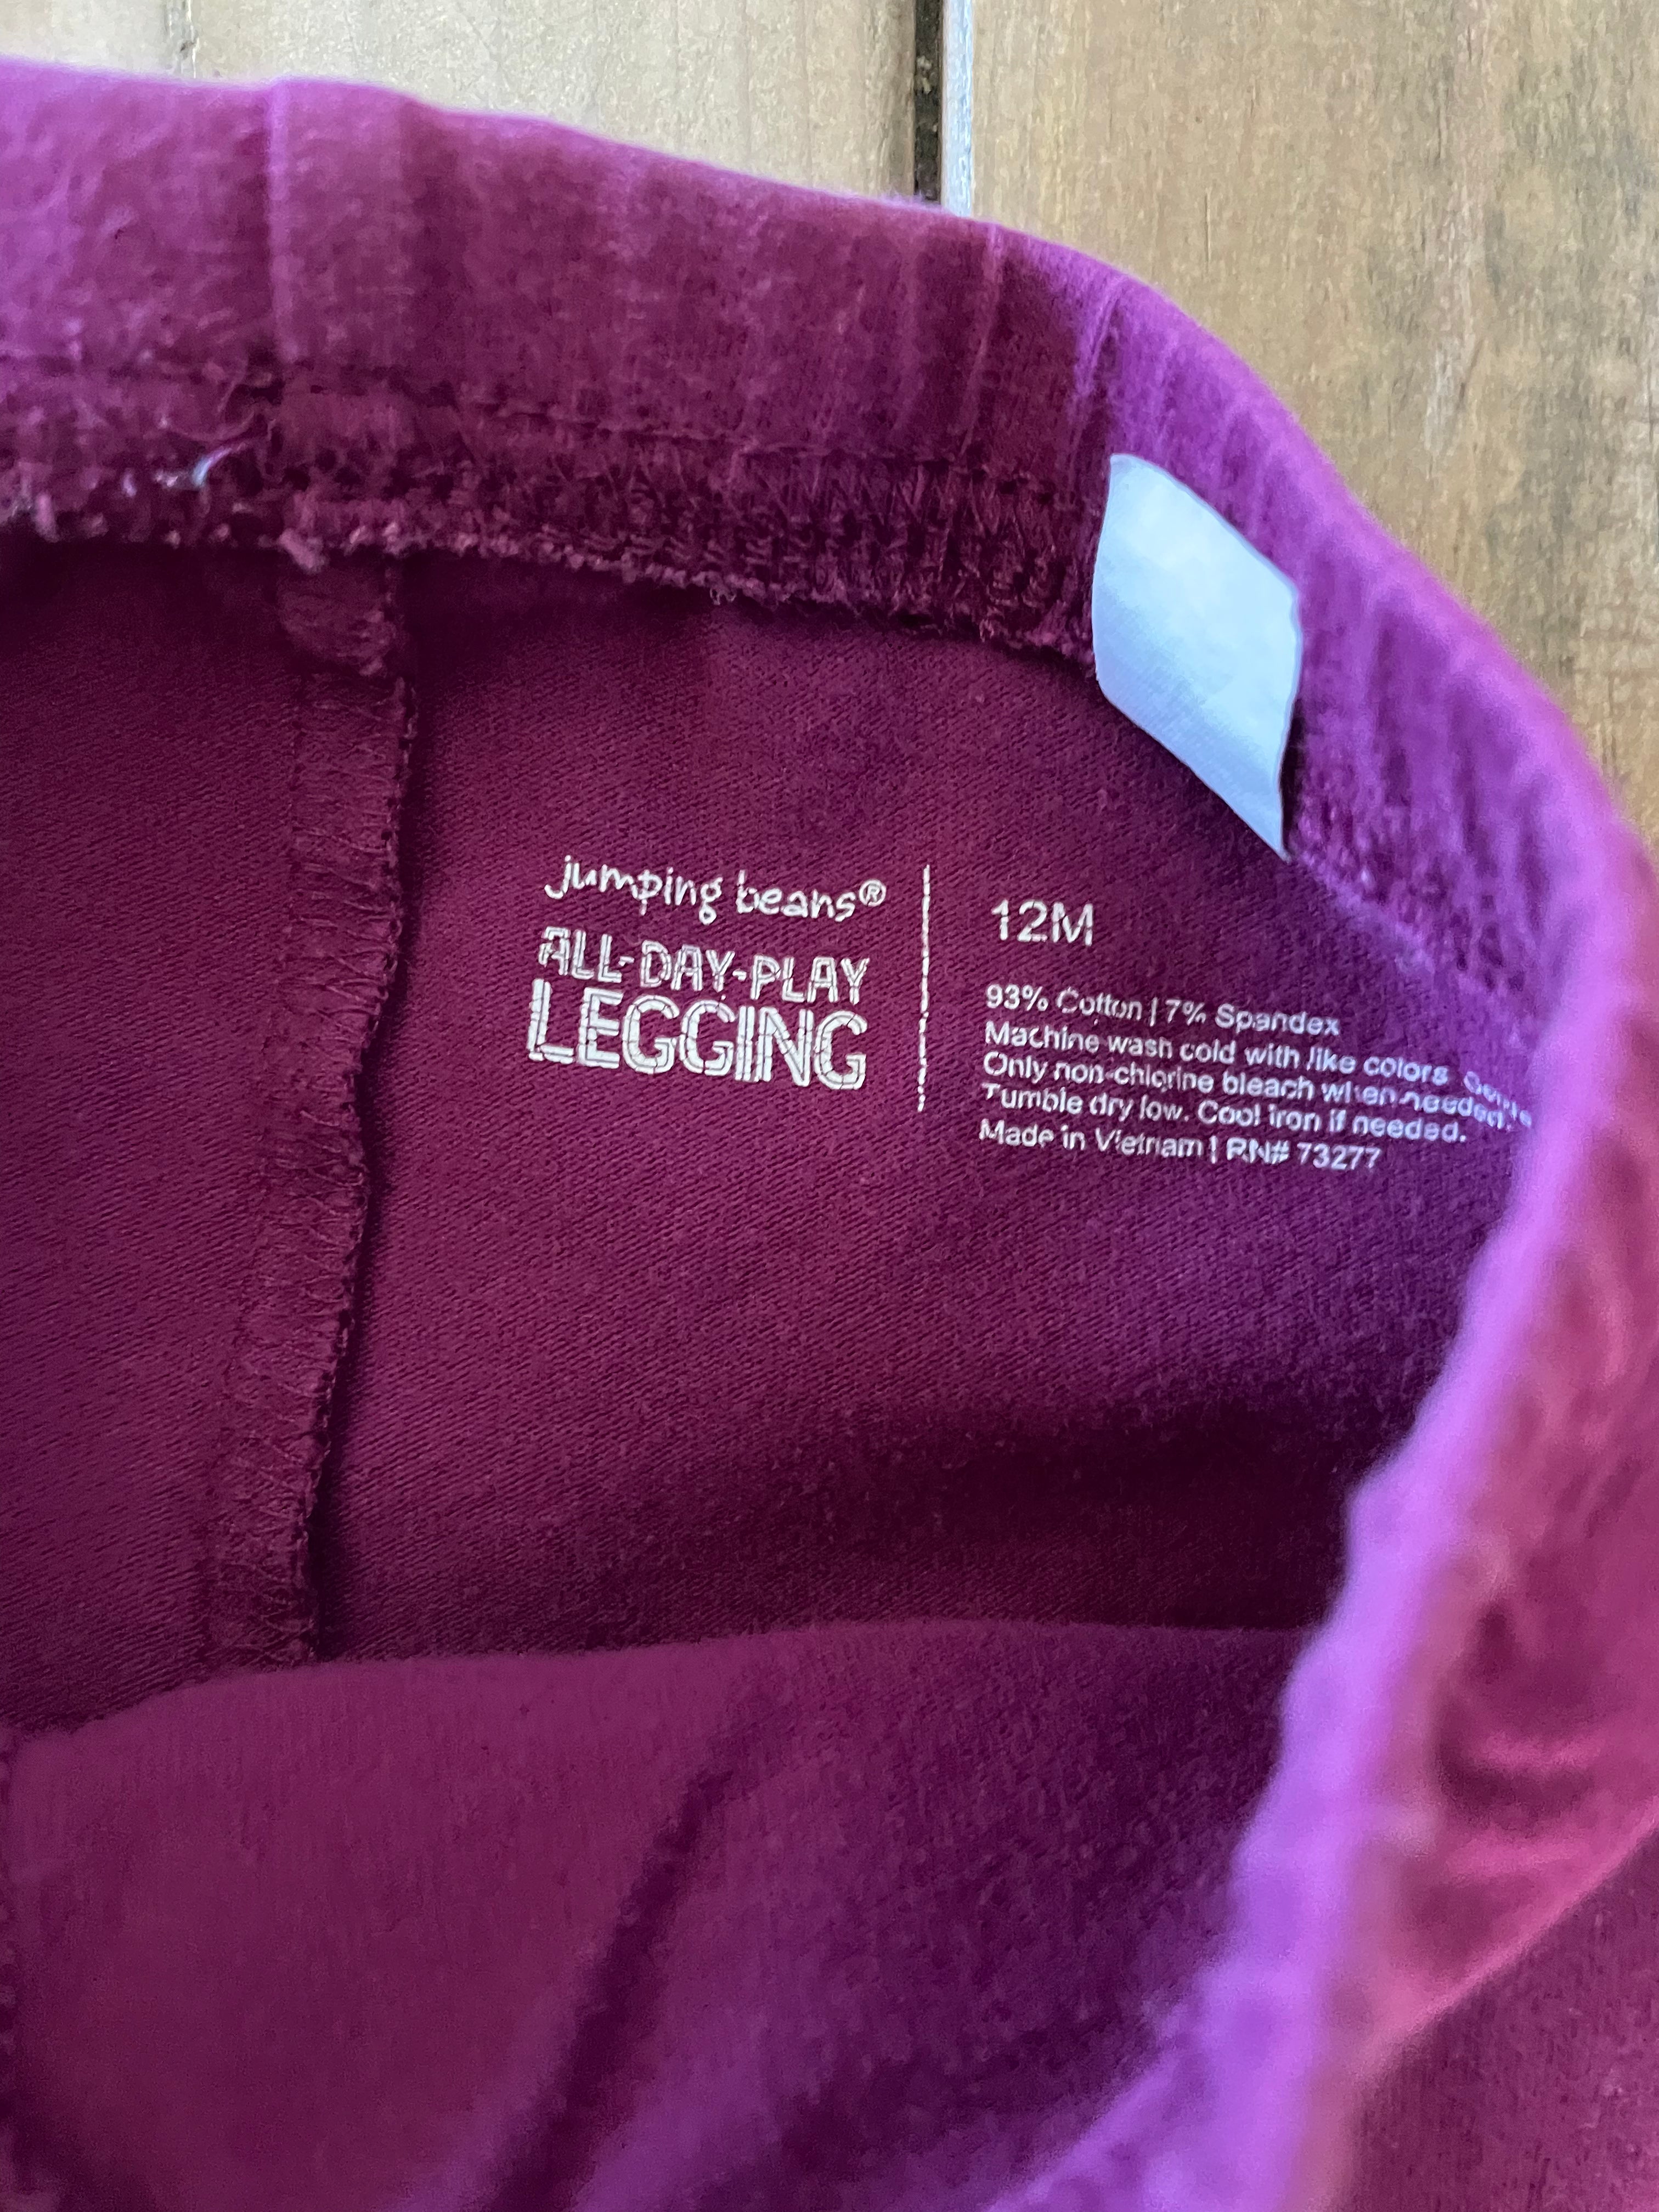 jumping beans®
ALL-DAY-PLAY
LEGGING
12M
93% Cotton | 7% Spandex
Machine wash cold with like colors
Only non-chlorine bleach when needed.
Tumble dry low. Cool iron if needed.
Made in Vietnam | RN# 73277